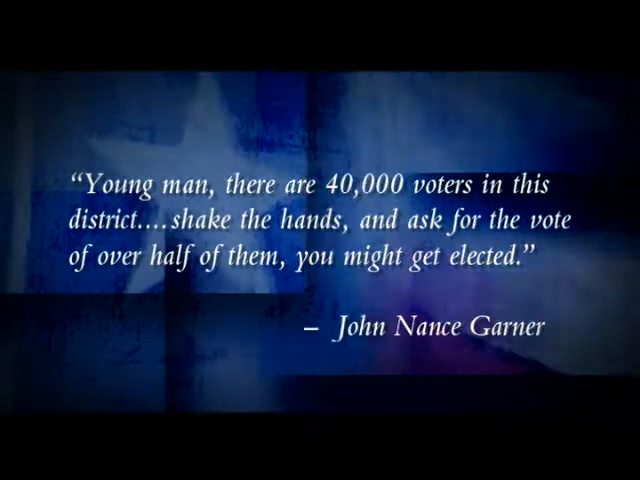 “Young man, there are 40,000 voters in this
district....shake the hands, and ask for the vote
of over half of them, you might get elected.”
– John Nance Garner